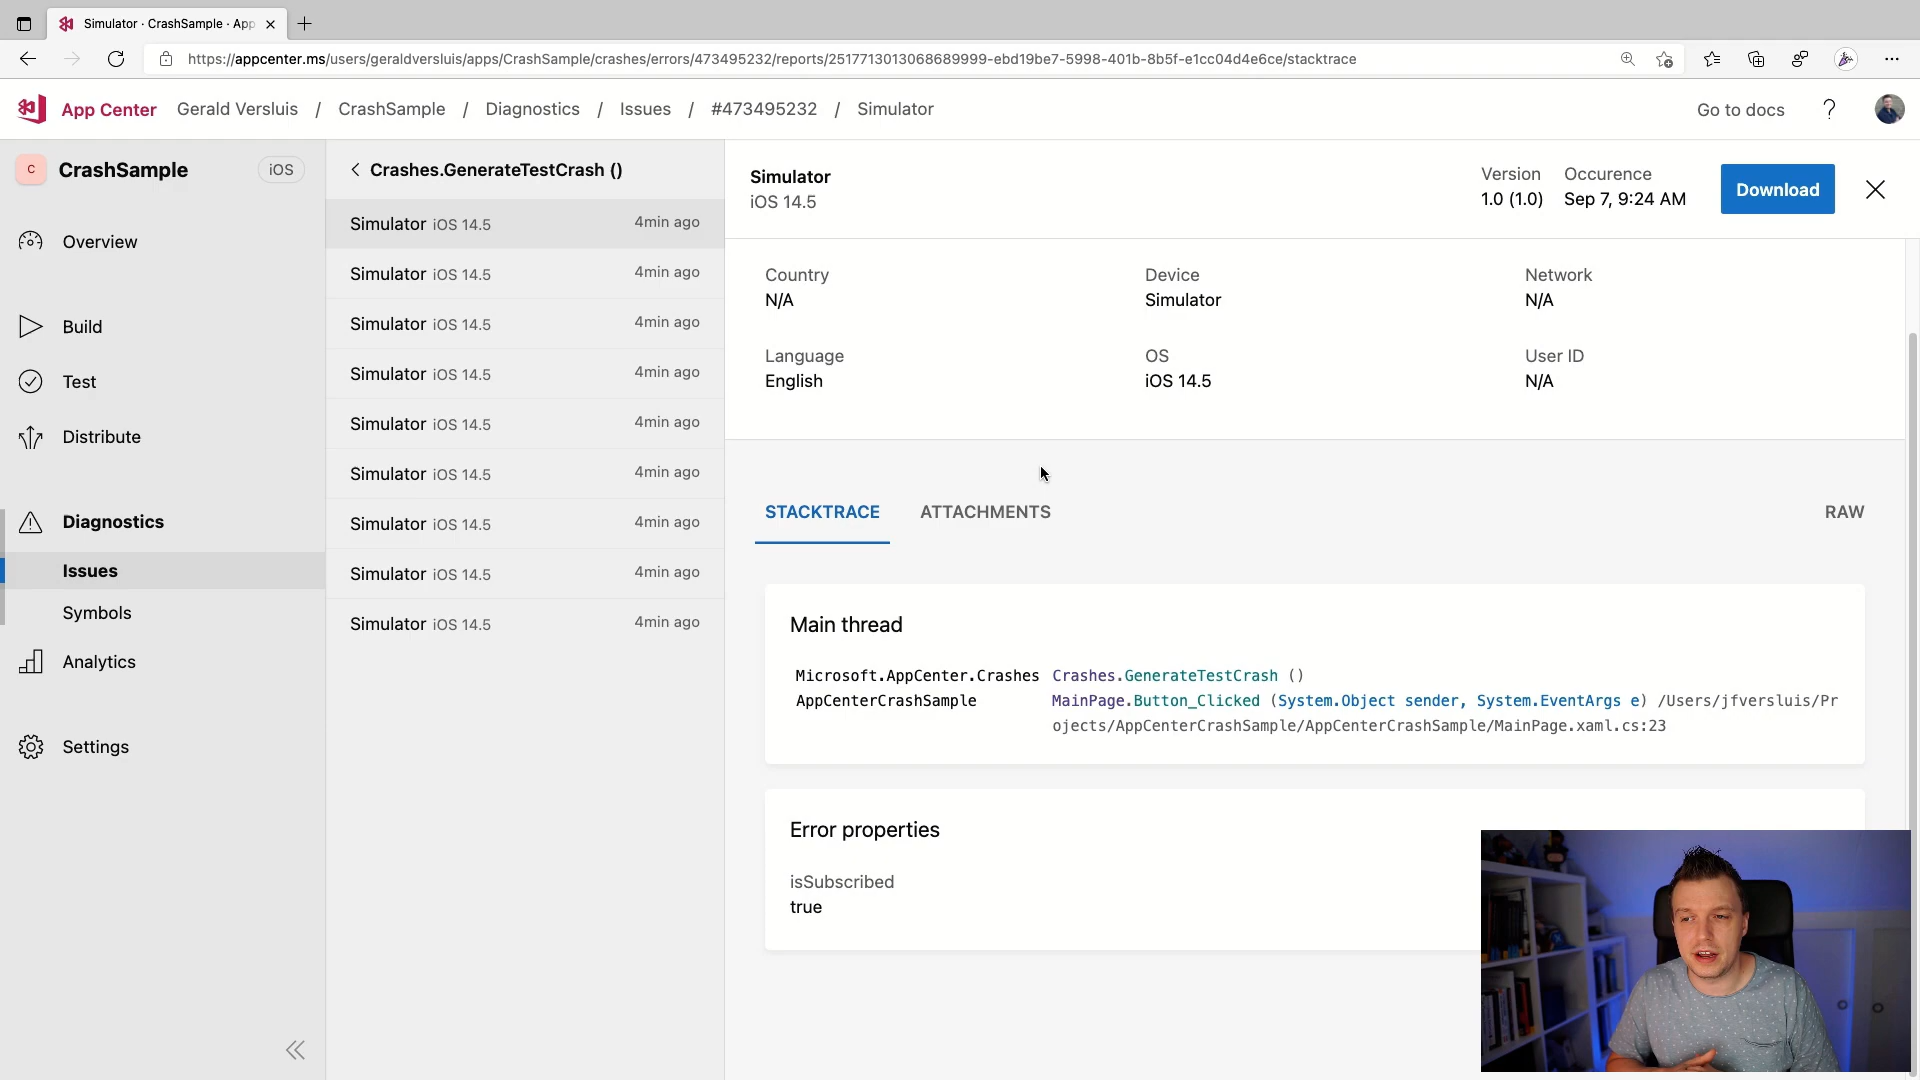 Simulator · CrashSample · App
https://appcenter.ms/users/geraldversluis/apps/CrashSample/crashes/errors/473495232/reports/2517713013068689999-ebd19be7-5998-401b-8b5f-e1cc04d4e6ce/stacktrace
App Center Gerald Versluis / CrashSample / Diagnostics / Issues / #473495232 / Simulator Go to docs ?
C CrashSample iOS
Overview
Build
Test
Distribute
Diagnostics
Issues
Symbols
Analytics
Settings
Crashes.GenerateTestCrash ()
Simulator iOS 14.5 4min ago
Simulator iOS 14.5 4min ago
Simulator iOS 14.5 4min ago
Simulator iOS 14.5 4min ago
Simulator iOS 14.5 4min ago
Simulator iOS 14.5 4min ago
Simulator iOS 14.5 4min ago
Simulator iOS 14.5 4min ago
Simulator iOS 14.5 4min ago
Simulator
iOS 14.5
Version Occurence
1.0 (1.0) Sep 7, 9:24 AM
Download
Country Device Network
N/A Simulator N/A
Language OS User ID
English iOS 14.5 N/A
STACKTRACE ATTACHMENTS RAW
Main thread
Microsoft.AppCenter.Crashes Crashes.GenerateTestCrash ()
AppCenterCrashSample MainPage.Button_Clicked (System.Object sender, System.EventArgs e) /Users/jfversluis/Pr
ojects/AppCenterCrashSample/AppCenterCrashSample/MainPage.xaml.cs:23
Error properties
isSubscribed
true